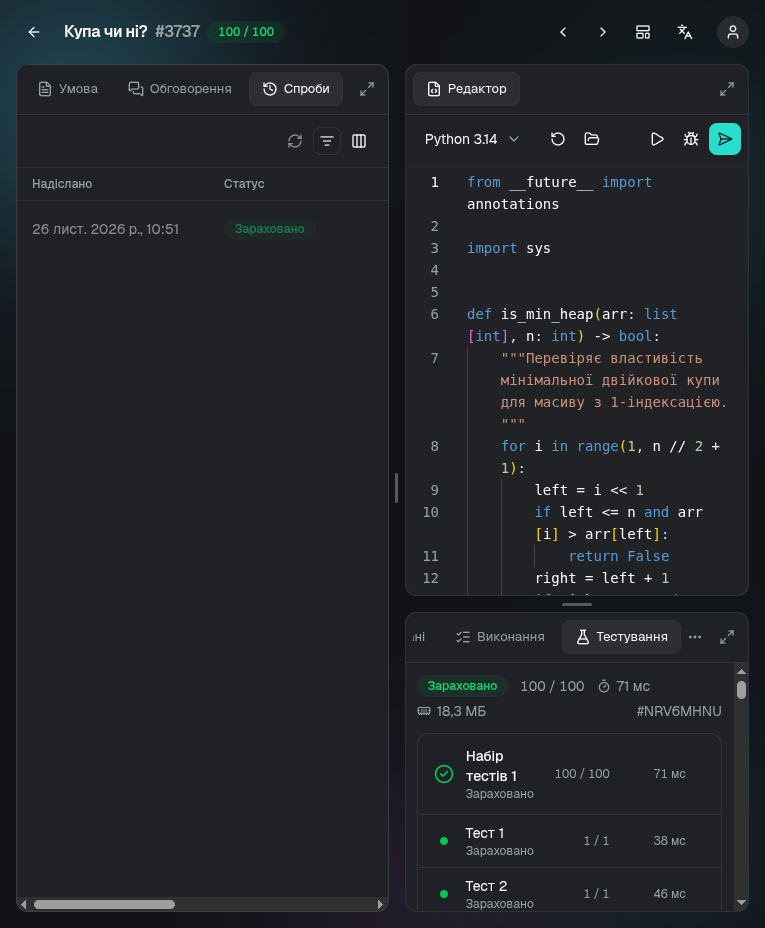 Купа чи ні? #3737 100 / 100
Умова Обговорення Спроби
Надіслано Статус
26 лист. 2026 р., 10:51 Зараховано
Редактор
Python 3.14
1 from __future__ import
annotations
2
3 import sys
4
5
6 def is_min_heap(arr: list
[int], n: int) -> bool:
7 """Перевіряє властивість
мінімальної двійкової купи
для масиву з 1-індексацією.
"""
8 for i in range(1, n // 2 +
1):
9 left = i << 1
10 if left <= n and arr
[i] > arr[left]:
11 return False
12 right = left + 1
Виконання Тестування
Зараховано 100 / 100 71 мс
18,3 МБ #NRV6MHNU
Набір
тестів 1 100 / 100 71 мс
Зараховано
Тест 1 1 / 1 38 мс
Зараховано
Тест 2 1 / 1 46 мс
Зараховано